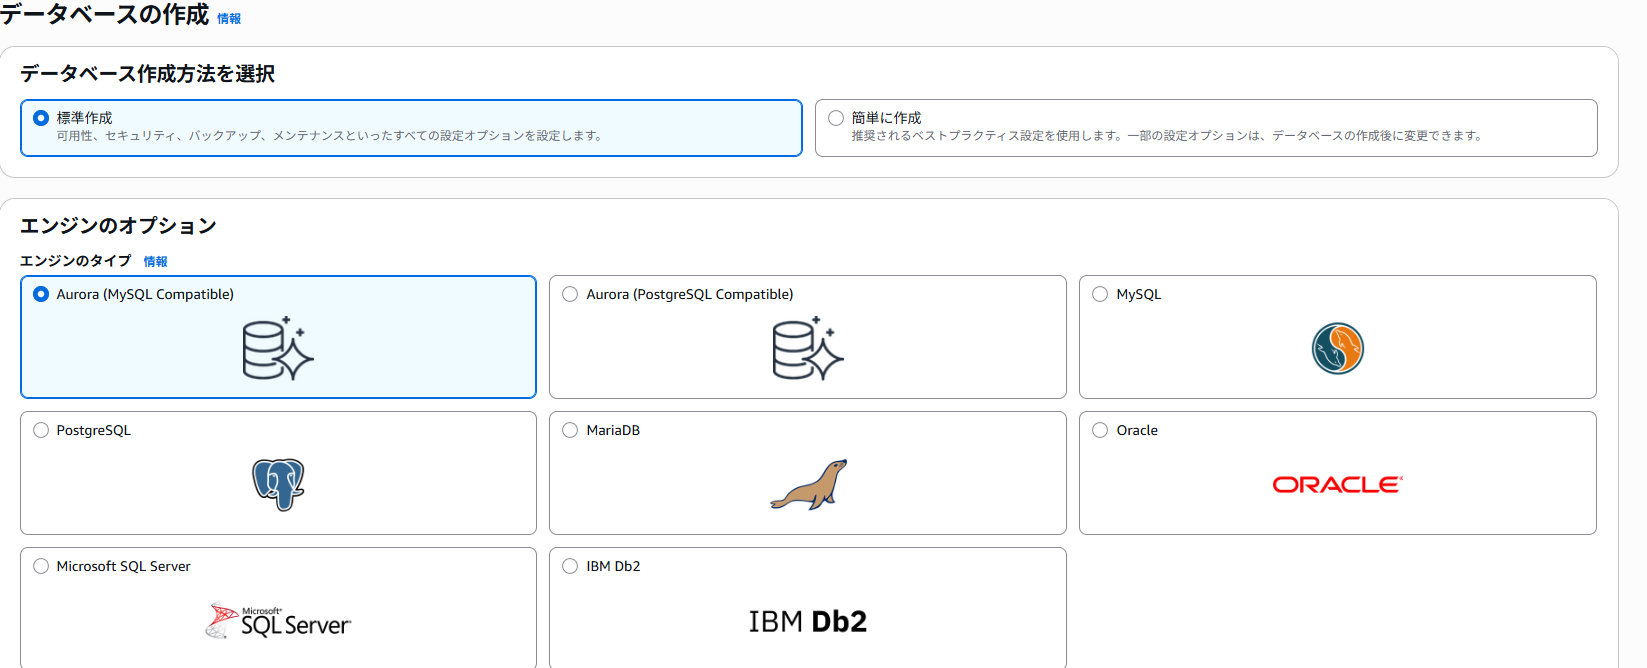 データベースの作成 情報
データベース作成方法を選択
標準作成
可用性、セキュリティ、バックアップ、メンテナンスといったすべての設定オプションを設定します。
簡単に作成
推奨されるベストプラクティス設定を使用します。一部の設定オプションは、データベースの作成後に変更できます。
エンジンのオプション
エンジンのタイプ 情報
Aurora (MySQL Compatible)
Aurora (PostgreSQL Compatible)
MySQL
PostgreSQL
MariaDB
Oracle
ORACLE
Microsoft SQL Server
Microsoft
SQL Server
IBM Db2
IBM Db2